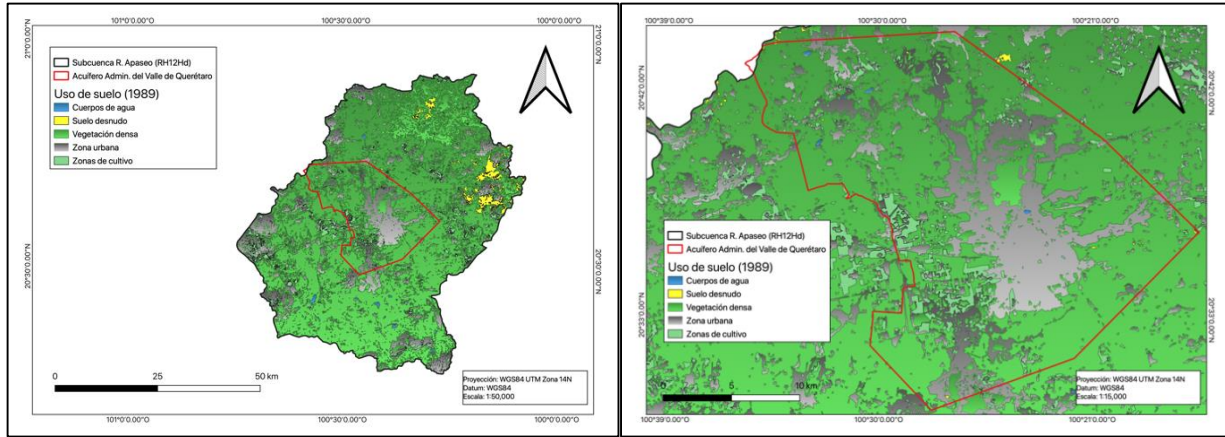 101°0'0.00"O
100°30'0.00"O
100°0'0.00"O
21°0'0.00"N
21°0'0.00"N
Subcuenca R. Apaseo (RH12Hd)
Acuífero Admin. del Valle de Querétaro
Uso de suelo (1989)
Cuerpos de agua
Suelo desnudo
Vegetación densa
Zona urbana
Zonas de cultivo
20°30'0.00"N
20°30'0.00"N
0
25
50 km
Proyección: WGS84 UTM Zona 14N
Datum: WGS84
Escala: 1:50,000
101°0'0.00"O
100°30'0.00"O
100°0'0.00"O
100°39'0.00"O
100°30'0.00"O
100°21'0.00"O
20°42'0.00"N
20°42'0.00"N
Subcuenca R. Apaseo (RH12Hd)
Acuífero Admin. del Valle de Querétaro
Uso de suelo (1989)
Cuerpos de agua
Suelo desnudo
Vegetación densa
Zona urbana
Zonas de cultivo
20°33'0.00"N
20°33'0.00"N
0
5
10 km
Proyección: WGS84 UTM Zona 14N
Datum: WGS84
Escala: 1:15,000
100°39'0.00"O
100°30'0.00"O
100°21'0.00"O